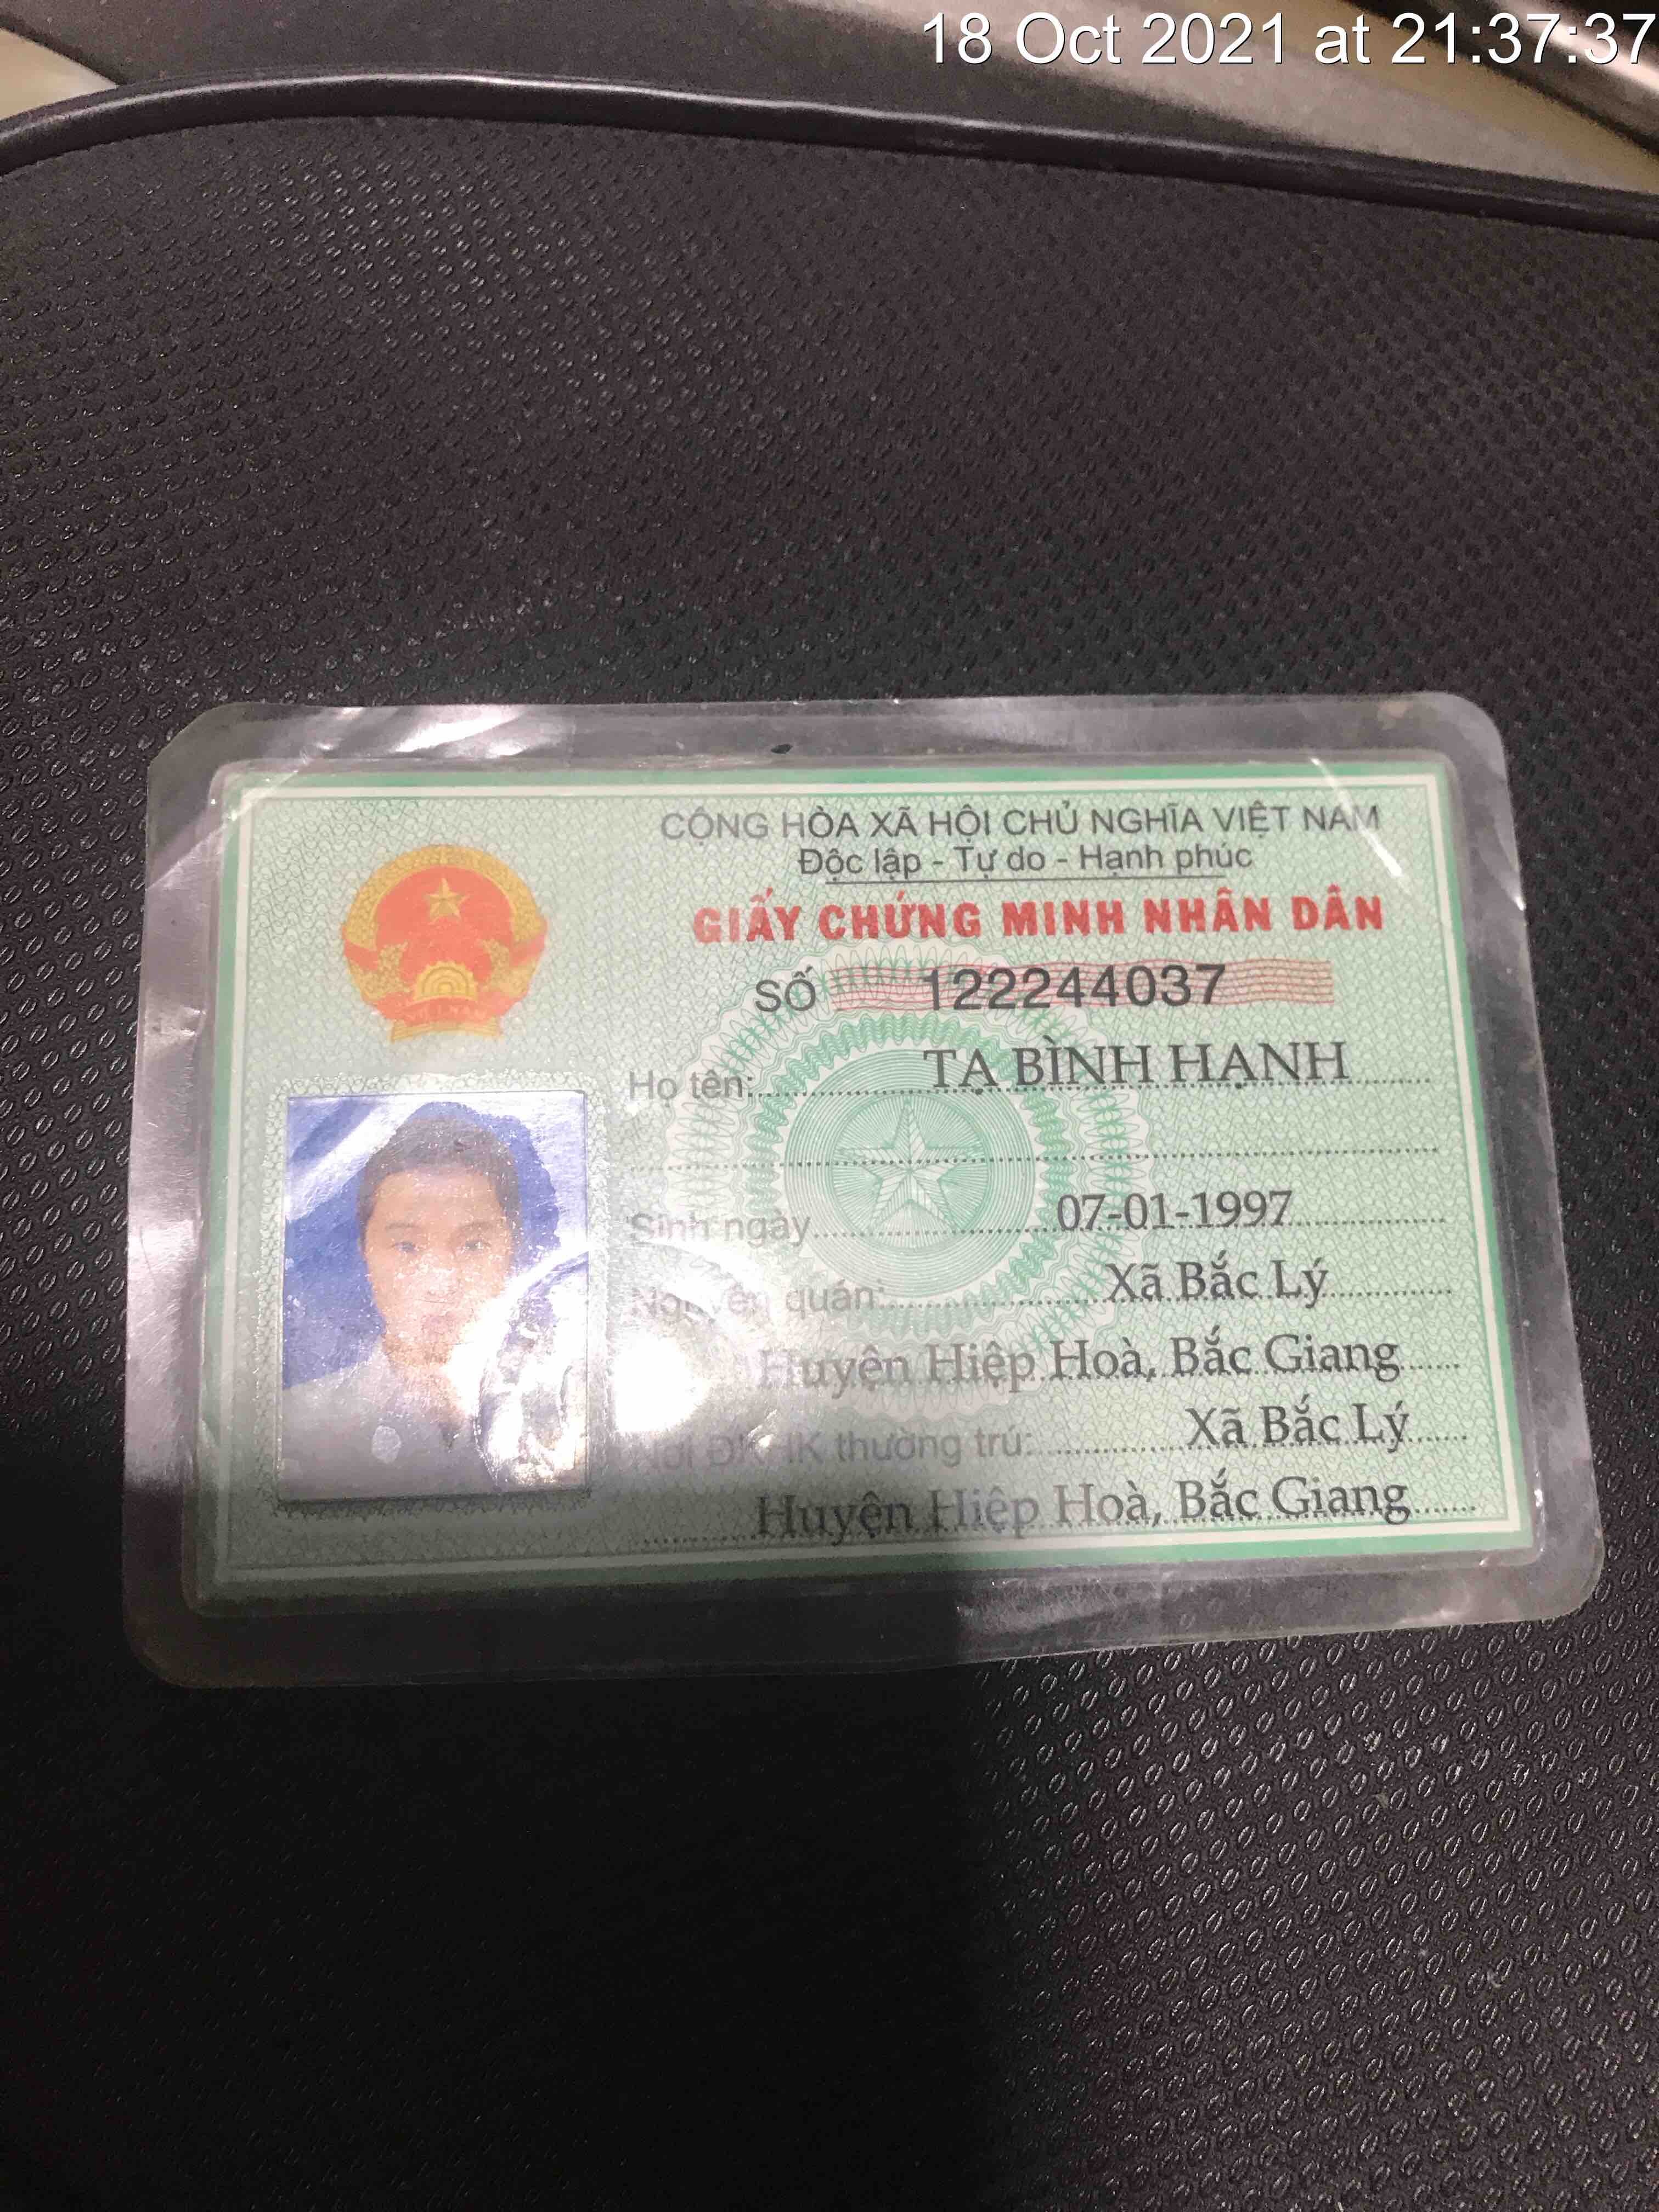 18 Oct 2021 at 21:37:37
CỘNG HÒA XÃ HỘI CHỦ NGHĨA VIỆT NAM
Độc lập - Tự do - Hạnh phúc
GIẤY CHỨNG MINH NHÂN DÂN
SỐ 122244037
Họ tên: TẠ BÌNH HẠNH
Sinh ngày 07-01-1997
Nguyên quán: Xã Bắc Lý
Huyện Hiệp Hoà, Bắc Giang
Nơi ĐKHK thường trú: Xã Bắc Lý
Huyện Hiệp Hoà, Bắc Giang